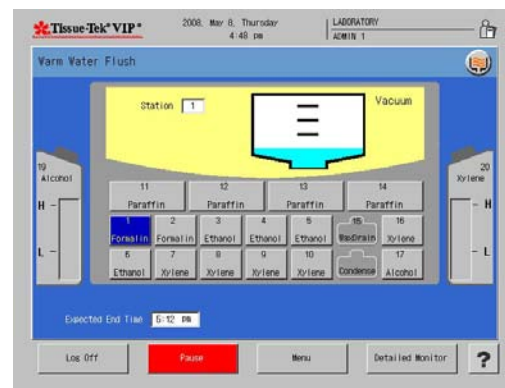 Tissue-Tek® VIP®
2008. May 8. Thursday
4:48 pm
LABORATORY
ADMIN 1
Warm Water Flush
Station 1
Vacuum
19
Alcohol
H
L
20
Xylene
H
L
11
Paraffin
12
Paraffin
13
Paraffin
14
Paraffin
1
Formalin
2
Formalin
3
Ethanol
4
Ethanol
5
Ethanol
15
WaxDrain
16
Xylene
6
Ethanol
7
Xylene
8
Xylene
9
Xylene
10
Xylene
Condense
17
Alcohol
Expected End Time 5:12 PM
Log Off
Pause
Menu
Detailed Monitor
?